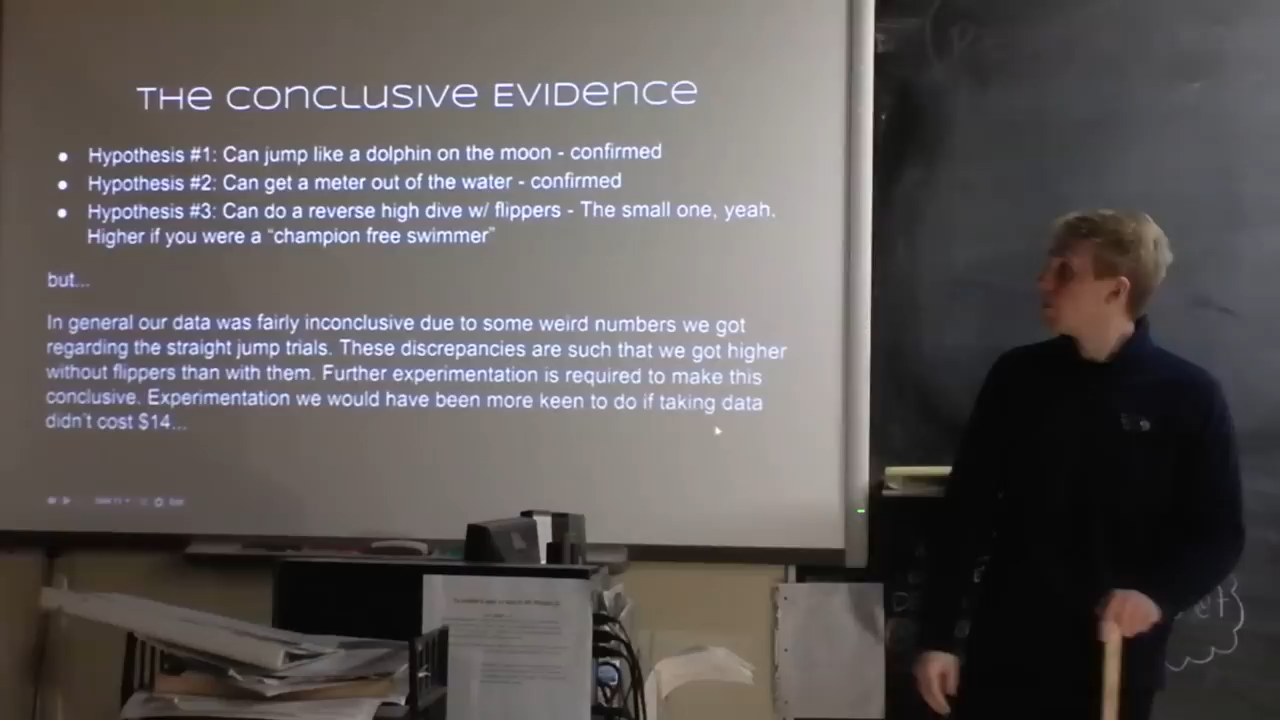 THE CONCLUSIVE EVIDENCE
● Hypothesis #1: Can jump like a dolphin on the moon - confirmed
● Hypothesis #2: Can get a meter out of the water - confirmed
● Hypothesis #3: Can do a reverse high dive w/ flippers - The small one, yeah.
Higher if you were a “champion free swimmer”
but...
In general our data was fairly inconclusive due to some weird numbers we got
regarding the straight jump trials. These discrepancies are such that we got higher
without flippers than with them. Further experimentation is required to make this
conclusive. Experimentation we would have been more keen to do if taking data
didn't cost $14...